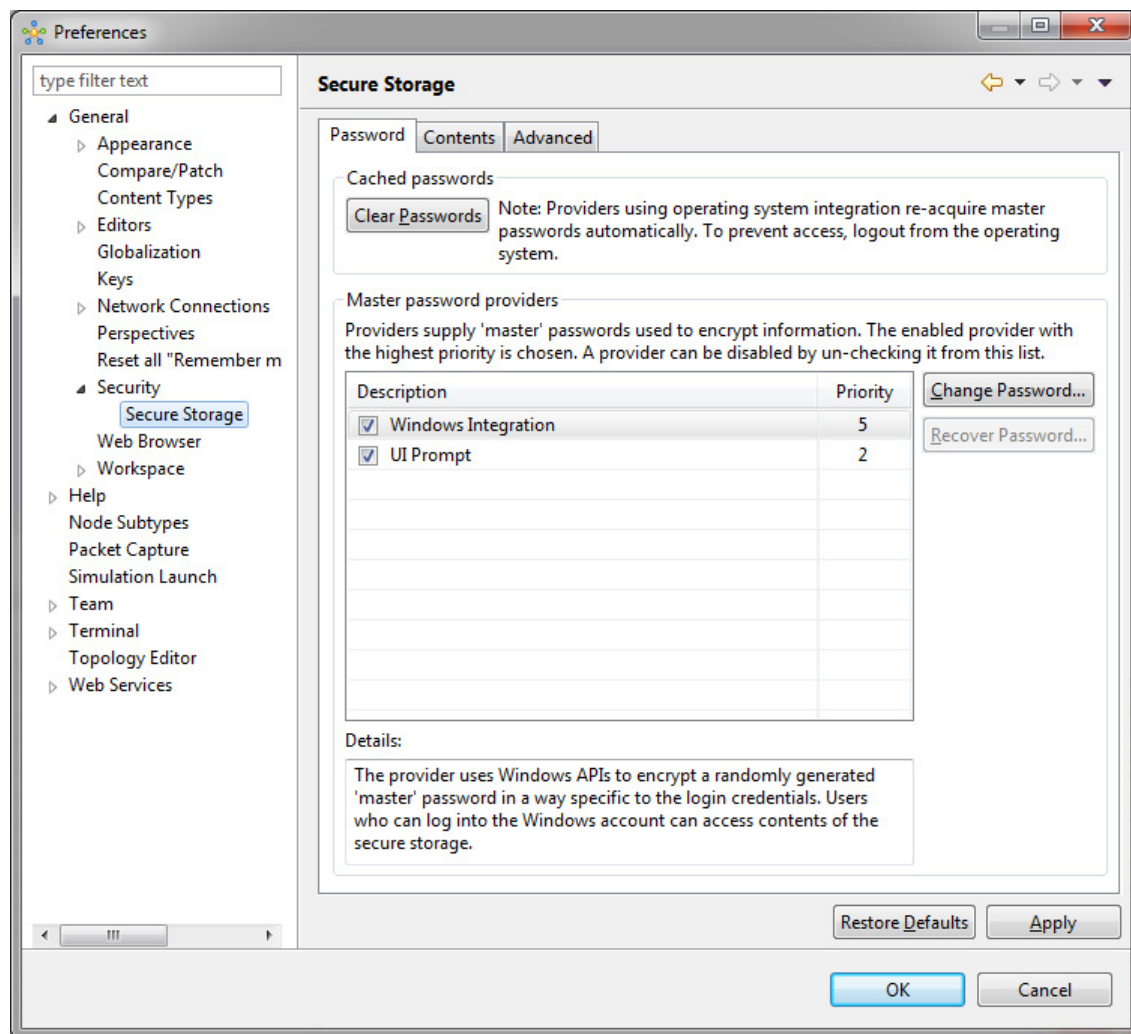 Preferences
type filter text
General
Appearance
Compare/Patch
Content Types
Editors
Globalization
Keys
Network Connections
Perspectives
Reset all "Remember m
Security
Secure Storage
Web Browser
Workspace
Help
Node Subtypes
Packet Capture
Simulation Launch
Team
Terminal
Topology Editor
Web Services
Secure Storage
Password Contents Advanced
Cached passwords
Clear Passwords
Note: Providers using operating system integration re-acquire master
passwords automatically. To prevent access, logout from the operating
system.
Master password providers
Providers supply 'master' passwords used to encrypt information. The enabled provider with
the highest priority is chosen. A provider can be disabled by un-checking it from this list.
Description Priority
Windows Integration 5
UI Prompt 2
Change Password...
Recover Password...
Details:
The provider uses Windows APIs to encrypt a randomly generated
'master' password in a way specific to the login credentials. Users
who can log into the Windows account can access contents of the
secure storage.
Restore Defaults Apply
OK Cancel